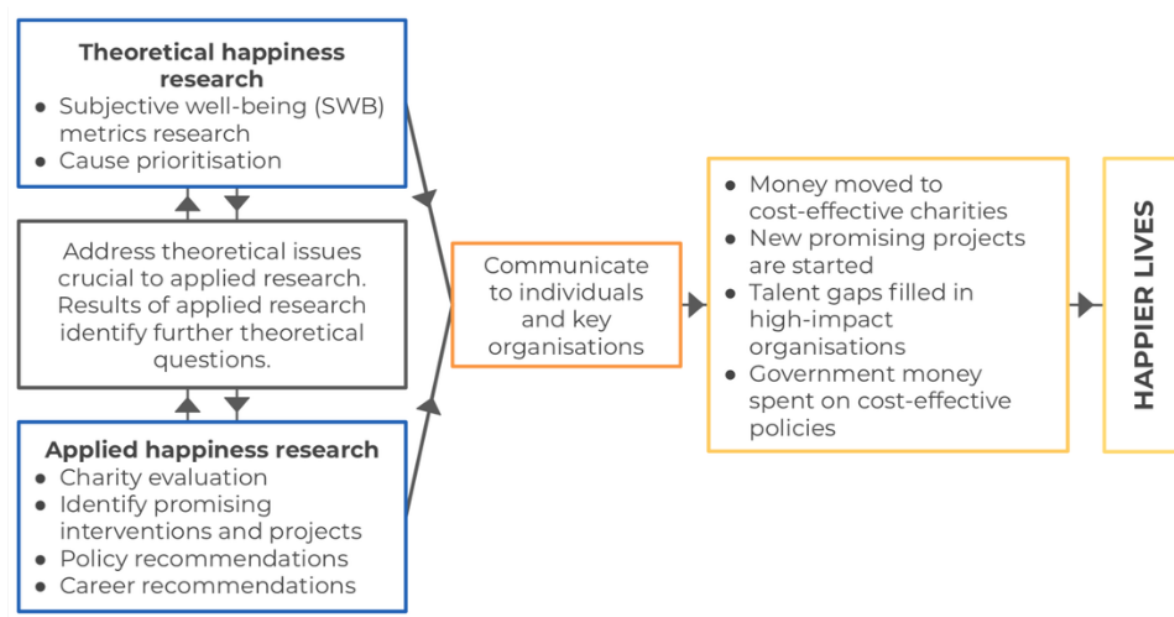 Theoretical happiness
research
● Subjective well-being (SWB)
metrics research
● Cause prioritisation
Address theoretical issues
crucial to applied research.
Results of applied research
identify further theoretical
questions.
Applied happiness research
● Charity evaluation
● Identify promising
interventions and projects
● Policy recommendations
● Career recommendations
Communicate
to individuals
and key
organisations
● Money moved to
cost-effective charities
● New promising projects
are started
● Talent gaps filled in
high-impact
organisations
● Government money
spent on cost-effective
policies
HAPPIER LIVES